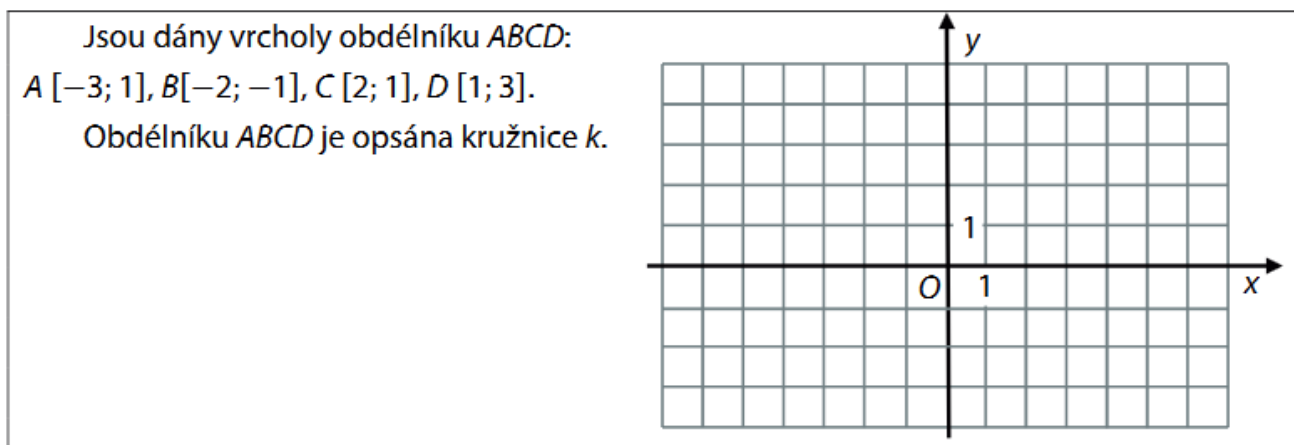 Jsou dány vrcholy obdélníku ABCD:
A [−3; 1], B[−2; −1], C [2; 1], D [1; 3].
Obdélníku ABCD je opsána kružnice k.
y
1
O 1 x